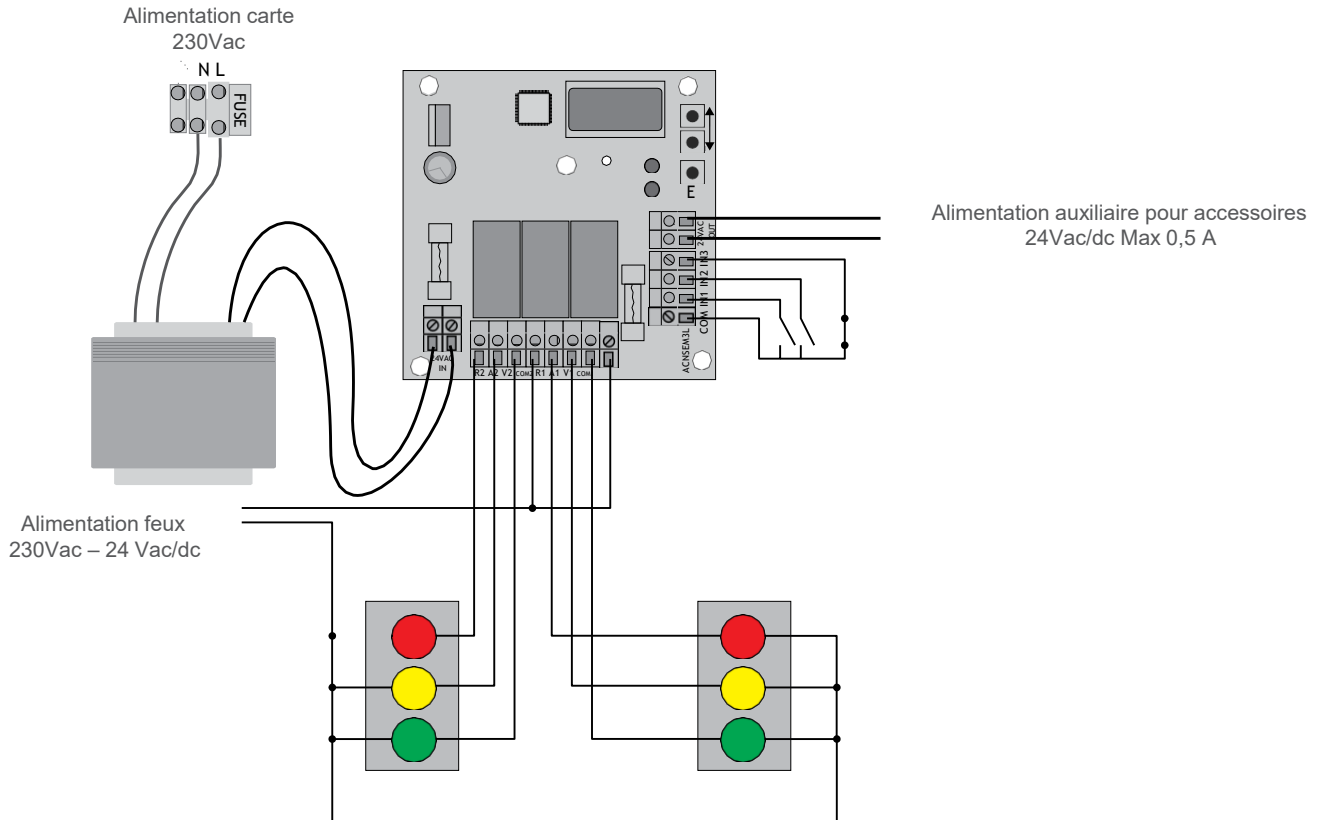 Alimentation carte
230Vac
N L
FUSE
E
24VAC
OUT
COM IN1 IN2 IN3
ACNSEM3L
24VAC
IN
R2 A2 V2 COM2 R1 A1 V1 COM
Alimentation auxiliaire pour accessoires
24Vac/dc Max 0,5 A
Alimentation feux
230Vac – 24 Vac/dc